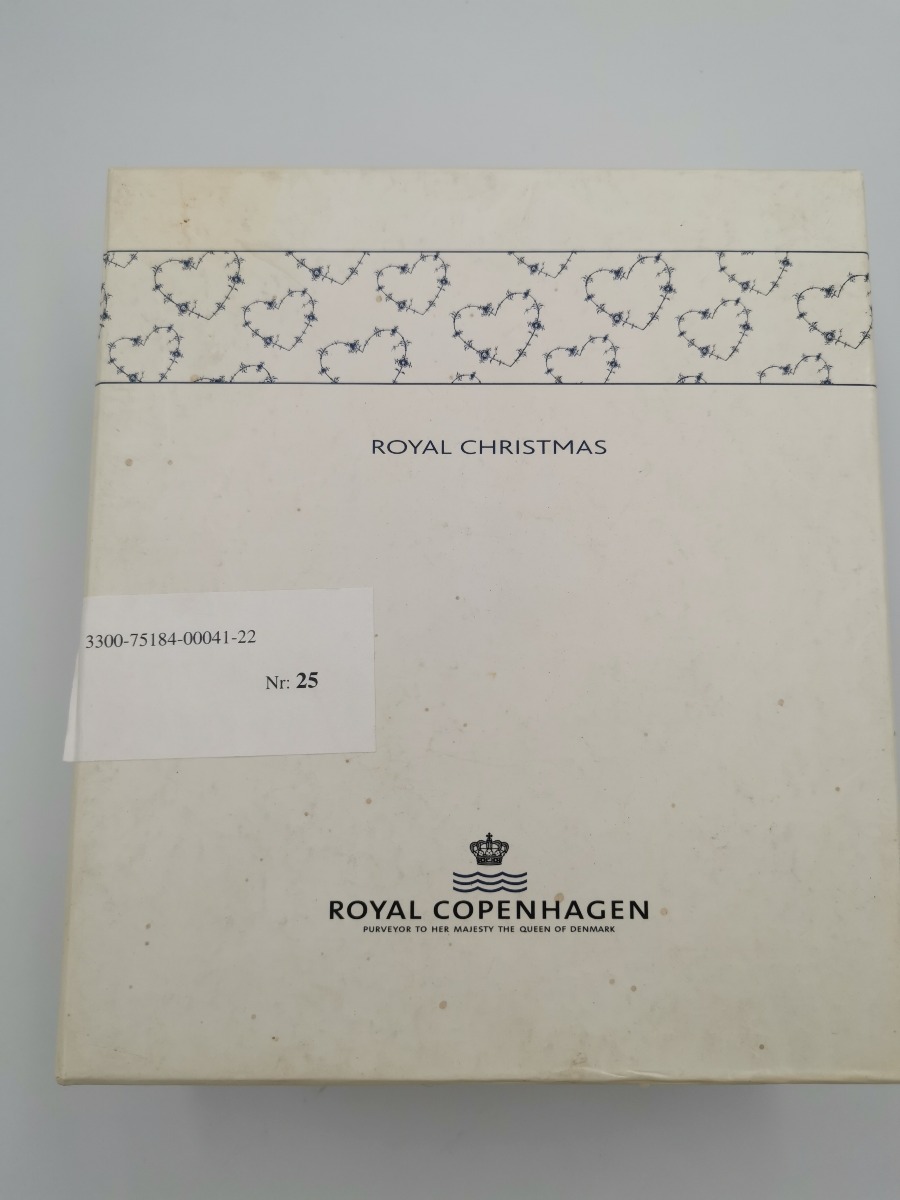 ROYAL CHRISTMAS
3300-75184-00041-22
Nr: 25
ROYAL COPENHAGEN
PURVEYOR TO HER MAJESTY THE QUEEN OF DENMARK